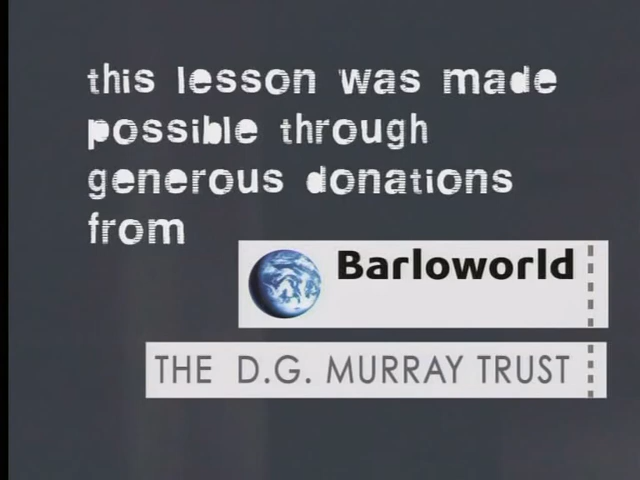 this lesson was made
possible through
generous donations
from
Barloworld
THE D.G. MURRAY TRUST